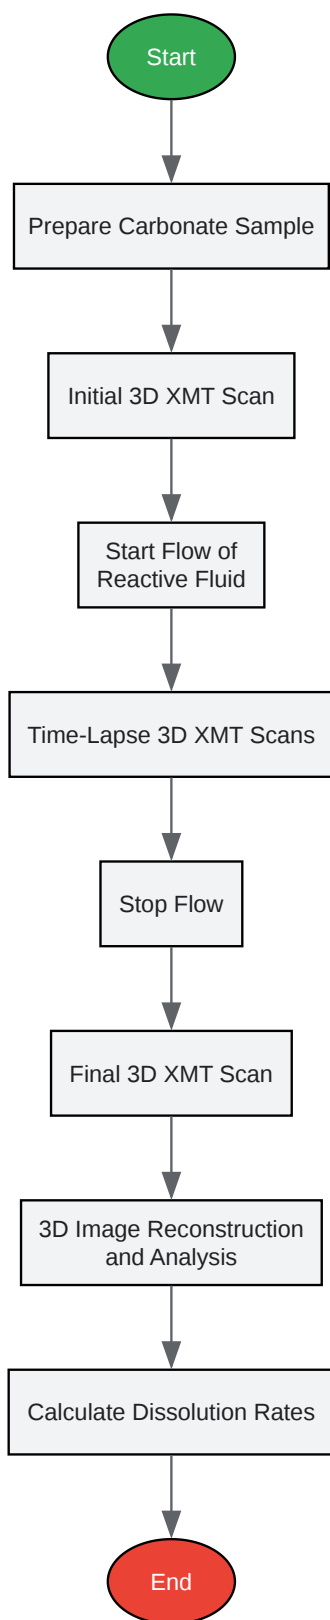 Start
Prepare Carbonate Sample
Initial 3D XMT Scan
Start Flow of
Reactive Fluid
Time-Lapse 3D XMT Scans
Stop Flow
Final 3D XMT Scan
3D Image Reconstruction
and Analysis
Calculate Dissolution Rates
End